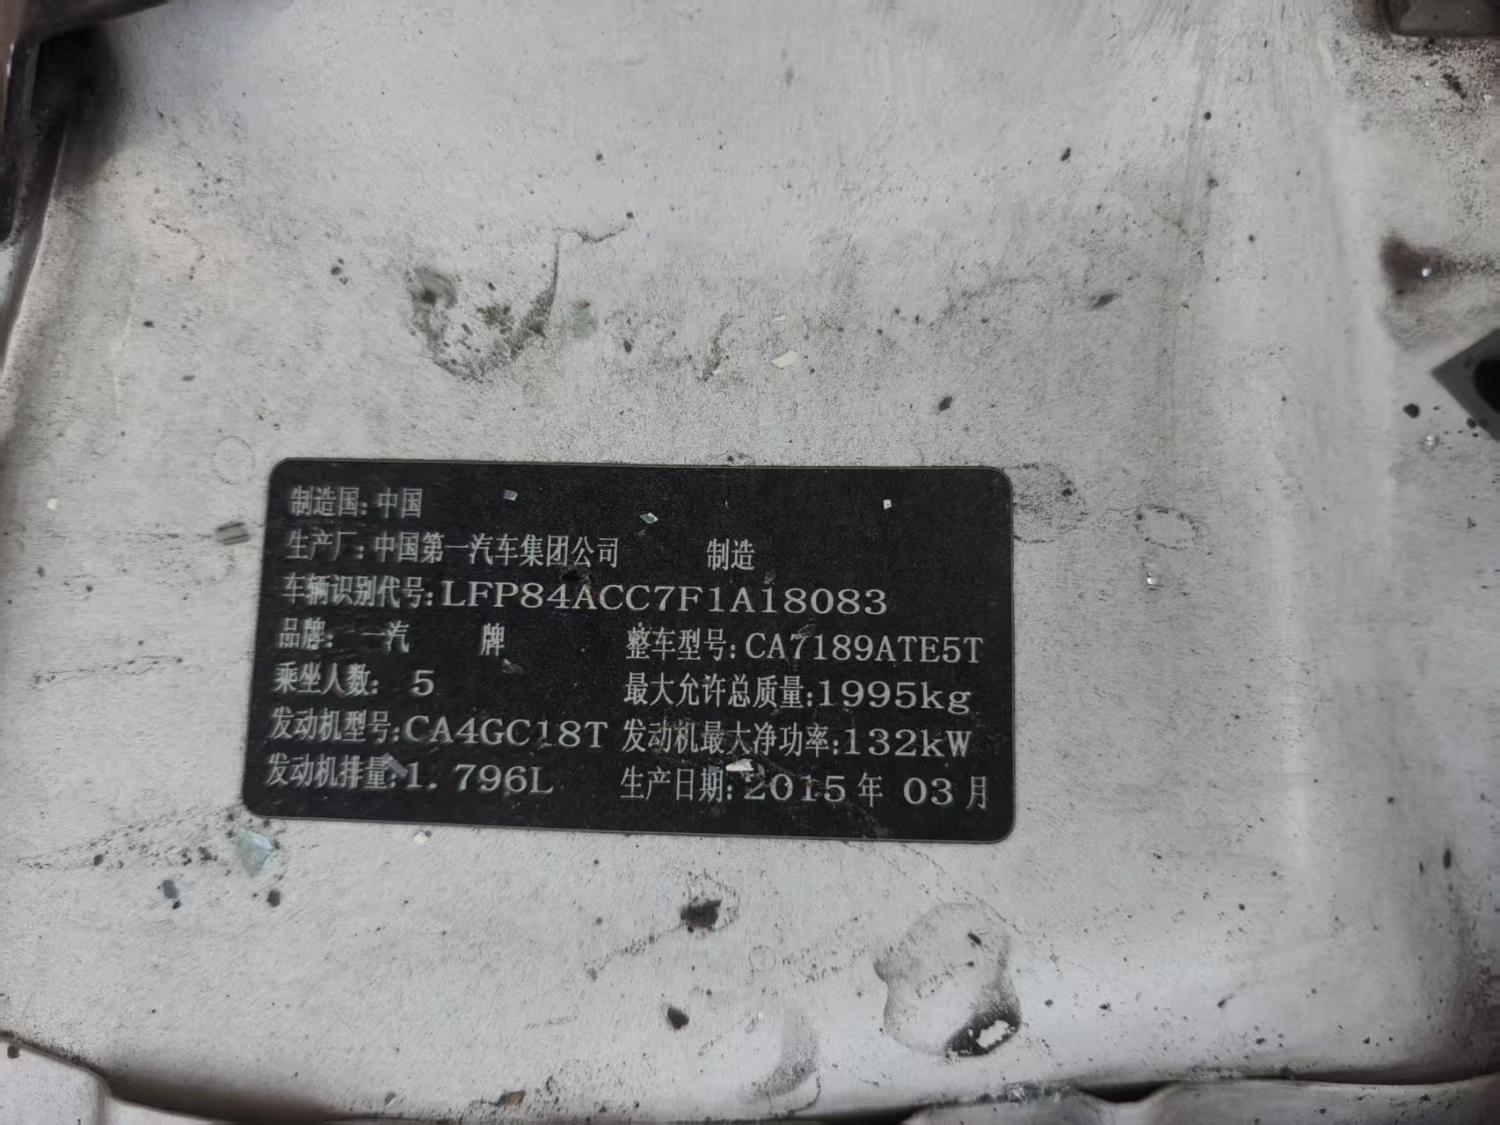 制造国:中国
生产厂:中国第一汽车集团公司 制造
车辆识别代号:LFP84ACC7F1A18083
品牌: 一汽 牌 整车型号:CA7189ATE5T
乘坐人数: 5 最大允许总质量:1995kg
发动机型号:CA4GC18T 发动机最大净功率:132kW
发动机排量:1.796L 生产日期:2015年 03月